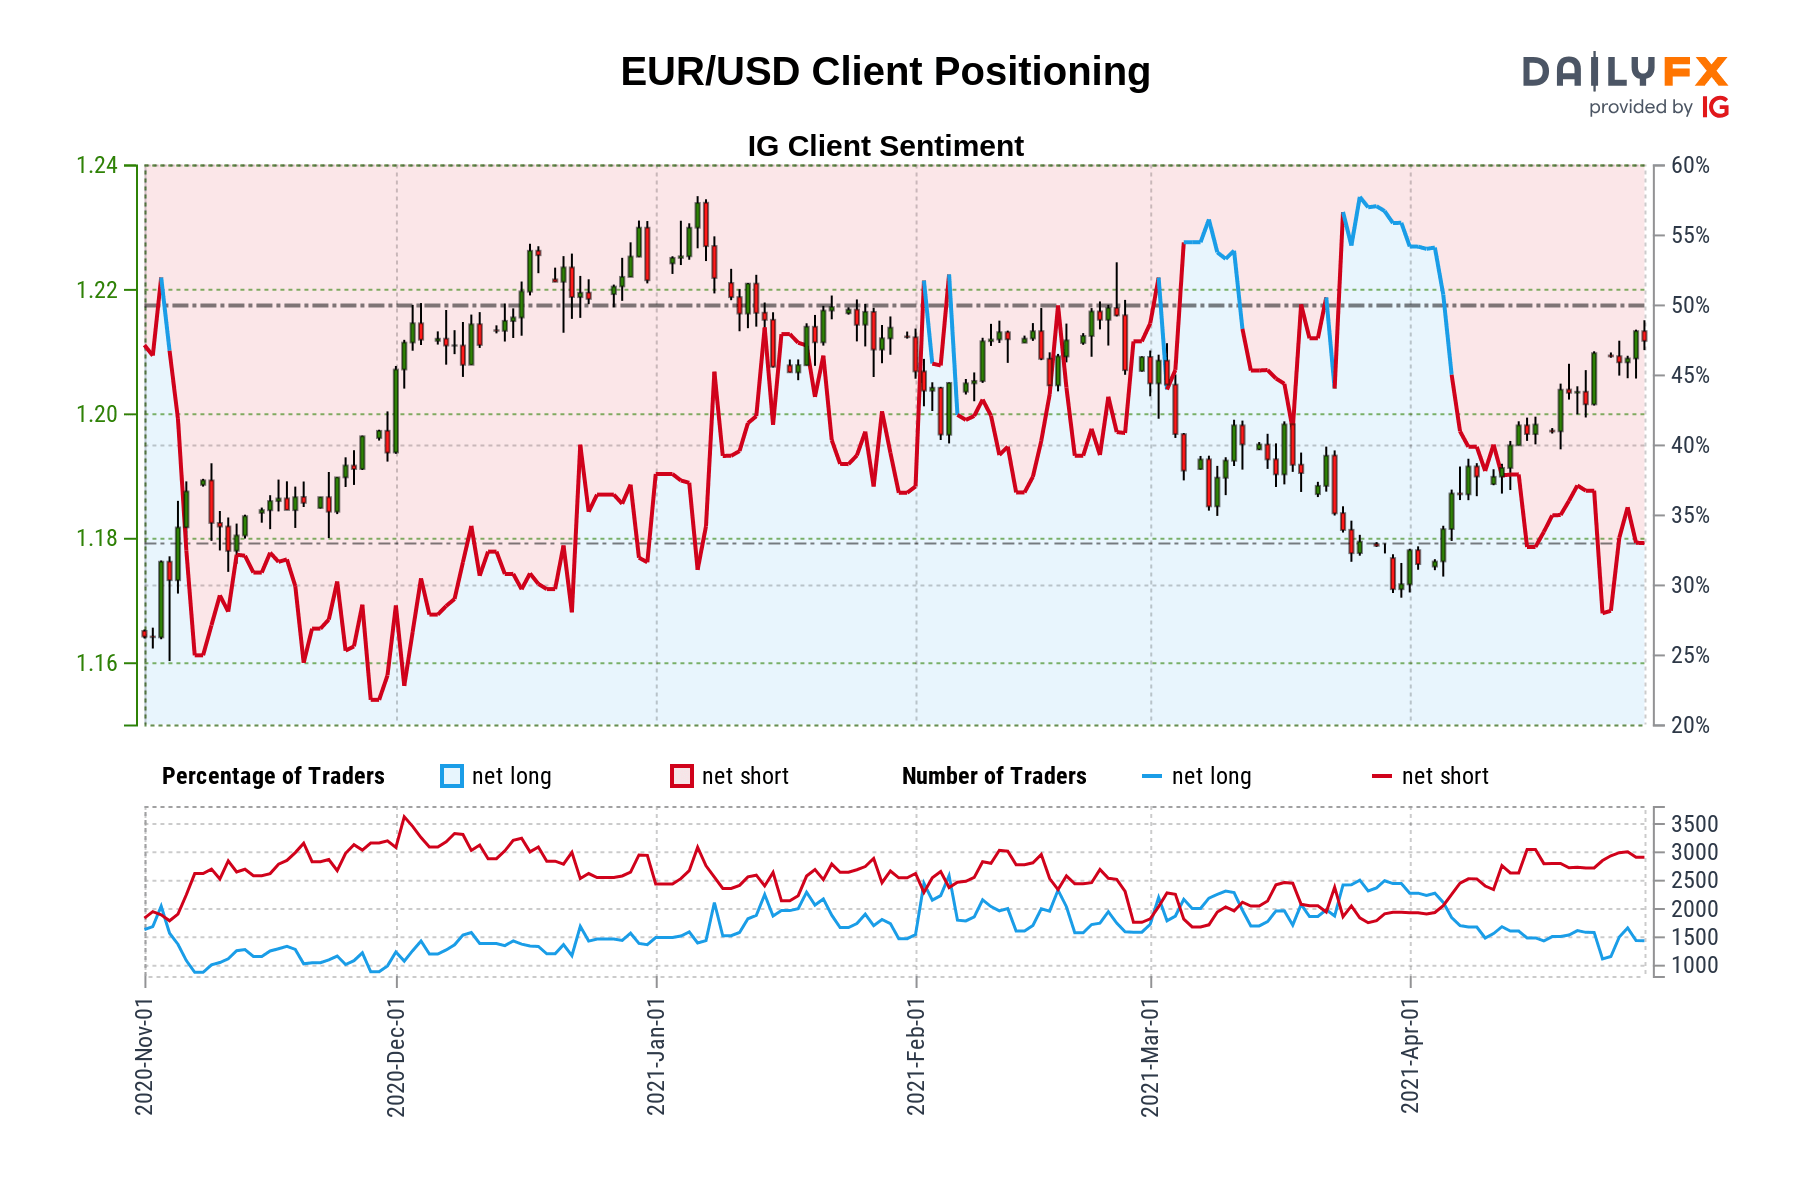 EUR/USD Client Positioning
DAILYFX
provided by IG
IG Client Sentiment
1.24
1.22
1.20
1.18
1.16
60%
55%
50%
45%
40%
35%
30%
25%
20%
Percentage of Traders net long net short Number of Traders net long net short
3500
3000
2500
2000
1500
1000
2020-Nov-01
2020-Dec-01
2021-Jan-01
2021-Feb-01
2021-Mar-01
2021-Apr-01